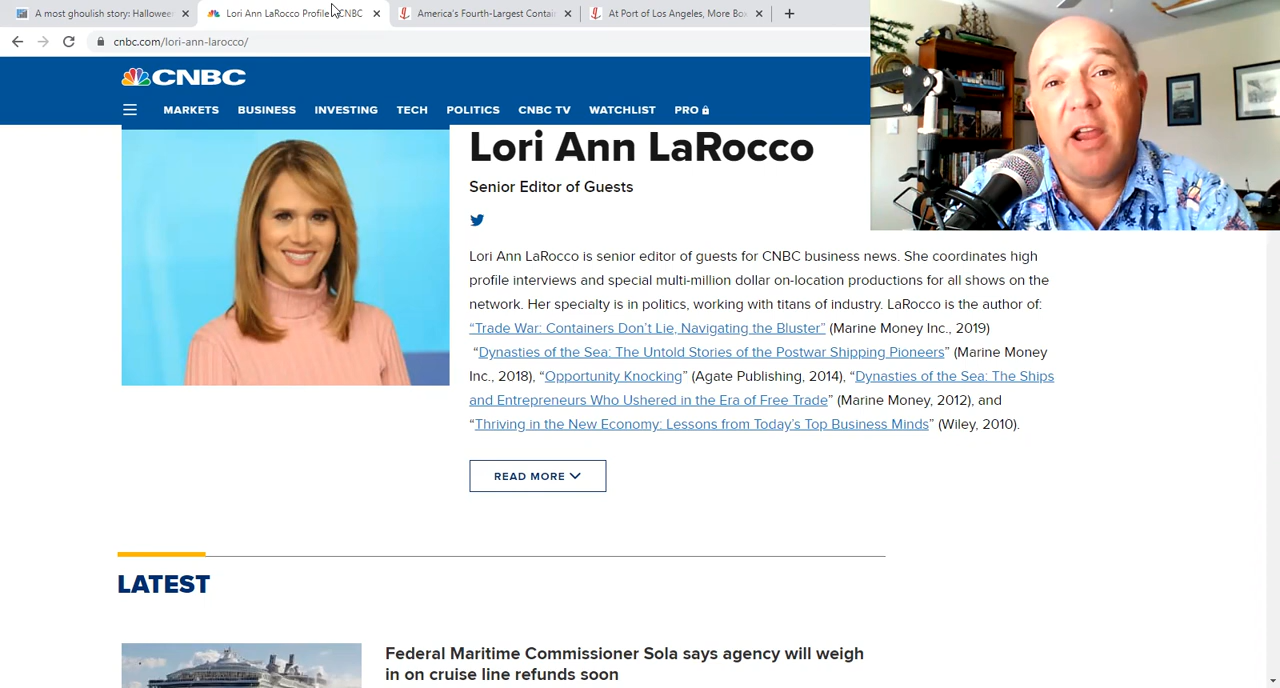 A most ghoulish story: Hallowee
Lori Ann LaRocco Profile - CNBC
America's Fourth-Largest Contain
At Port of Los Angeles, More Box
cnbc.com/lori-ann-larocco/
CNBC
MARKETS BUSINESS INVESTING TECH POLITICS CNBC TV WATCHLIST PRO
Lori Ann LaRocco
Senior Editor of Guests
Lori Ann LaRocco is senior editor of guests for CNBC business news. She coordinates high
profile interviews and special multi-million dollar on-location productions for all shows on the
network. Her specialty is in politics, working with titans of industry. LaRocco is the author of:
“Trade War: Containers Don’t Lie, Navigating the Bluster” (Marine Money Inc., 2019)
“Dynasties of the Sea: The Untold Stories of the Postwar Shipping Pioneers” (Marine Money
Inc., 2018), “Opportunity Knocking” (Agate Publishing, 2014), “Dynasties of the Sea: The Ships
and Entrepreneurs Who Ushered in the Era of Free Trade” (Marine Money, 2012), and
“Thriving in the New Economy: Lessons from Today’s Top Business Minds” (Wiley, 2010).
READ MORE
LATEST
Federal Maritime Commissioner Sola says agency will weigh
in on cruise line refunds soon